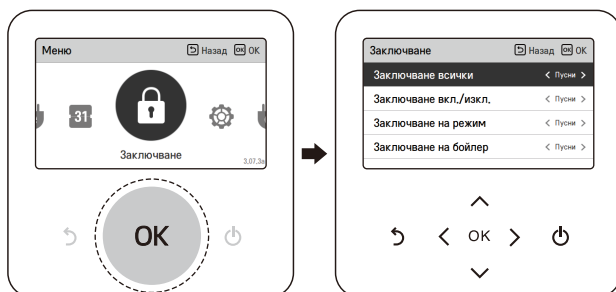 Меню
Назад OK OK
31
Заключване
3.07.3a
OK
Заключване
Назад OK OK
Заключване всички < Пусни >
Заключване вкл./изкл. < Пусни >
Заключване на режим < Пусни >
Заключване на бойлер < Пусни >
OK